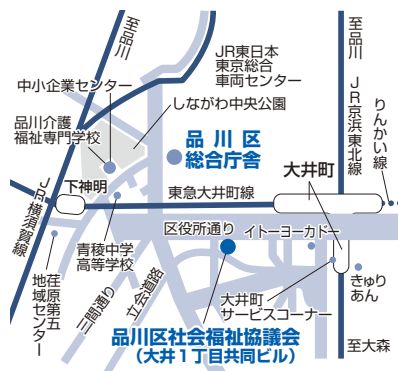 至品川
至品川
JR東日本
東京総合
車両センター
中小企業センター
しながわ中央公園
品川介護
福祉専門学校
品川区
総合庁舎
JR京浜東北線
りんかい線
大井町
下神明
東急大井町線
JR横須賀線
区役所通り
イトーヨーカドー
青稜中学
高等学校
荏原第五
地域センター
三間通り
立会道路
大井町
サービスコーナー
きゅり
あん
品川区社会福祉協議会
（大井1丁目共同ビル）
至大森